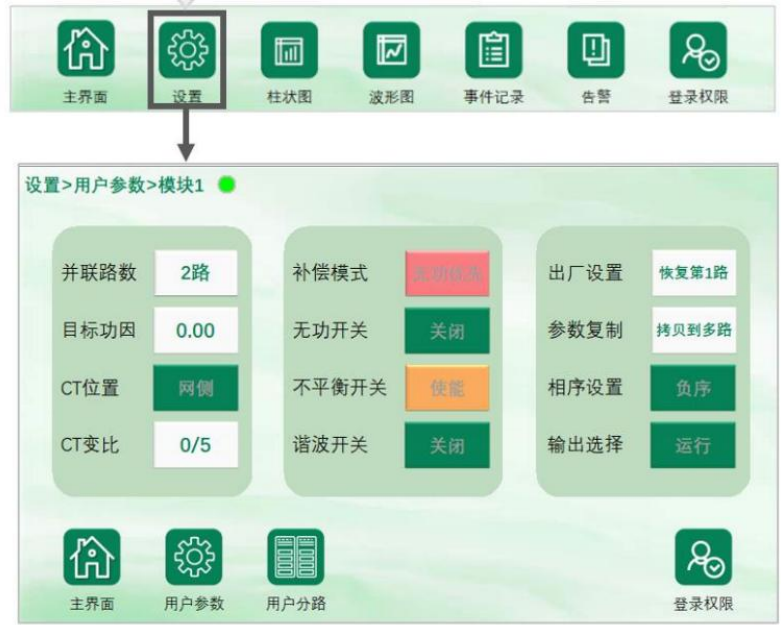 主界面 设置 柱状图 波形图 事件记录 告警 登录权限
设置>用户参数>模块1
并联路数 2路 补偿模式 出厂设置 恢复第1路
目标功因 0.00 无功开关 关闭 参数复制 拷贝到多路
CT位置 网侧 不平衡开关 使能 相序设置 负序
CT变比 0/5 谐波开关 关闭 输出选择 运行
主界面 用户参数 用户分路 登录权限